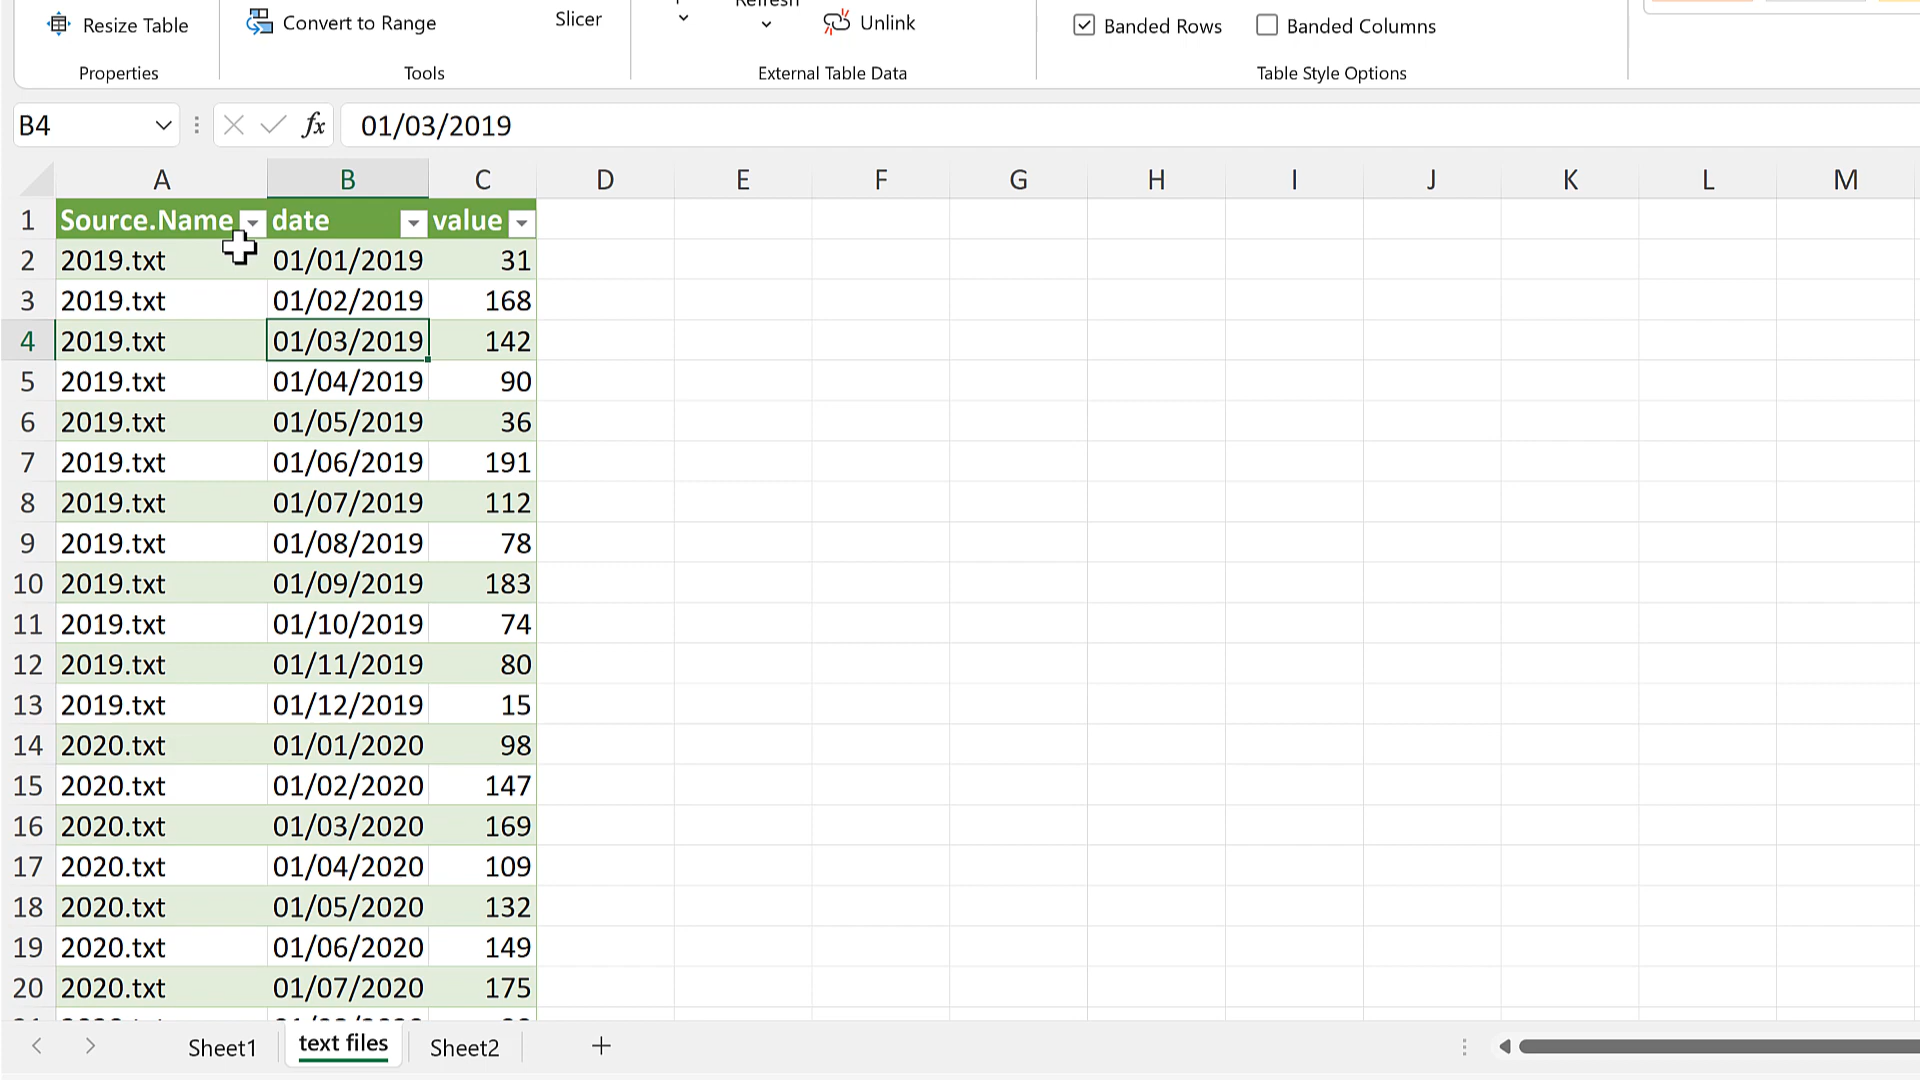 Refresh
Resize Table Convert to Range Slicer Unlink Banded Rows Banded Columns
Properties Tools External Table Data Table Style Options
B4 fx 01/03/2019
A B C D E F G H I J K L M
1 Source.Name date value
2 2019.txt 01/01/2019 31
3 2019.txt 01/02/2019 168
4 2019.txt 01/03/2019 142
5 2019.txt 01/04/2019 90
6 2019.txt 01/05/2019 36
7 2019.txt 01/06/2019 191
8 2019.txt 01/07/2019 112
9 2019.txt 01/08/2019 78
10 2019.txt 01/09/2019 183
11 2019.txt 01/10/2019 74
12 2019.txt 01/11/2019 80
13 2019.txt 01/12/2019 15
14 2020.txt 01/01/2020 98
15 2020.txt 01/02/2020 147
16 2020.txt 01/03/2020 169
17 2020.txt 01/04/2020 109
18 2020.txt 01/05/2020 132
19 2020.txt 01/06/2020 149
20 2020.txt 01/07/2020 175
Sheet1 text files Sheet2